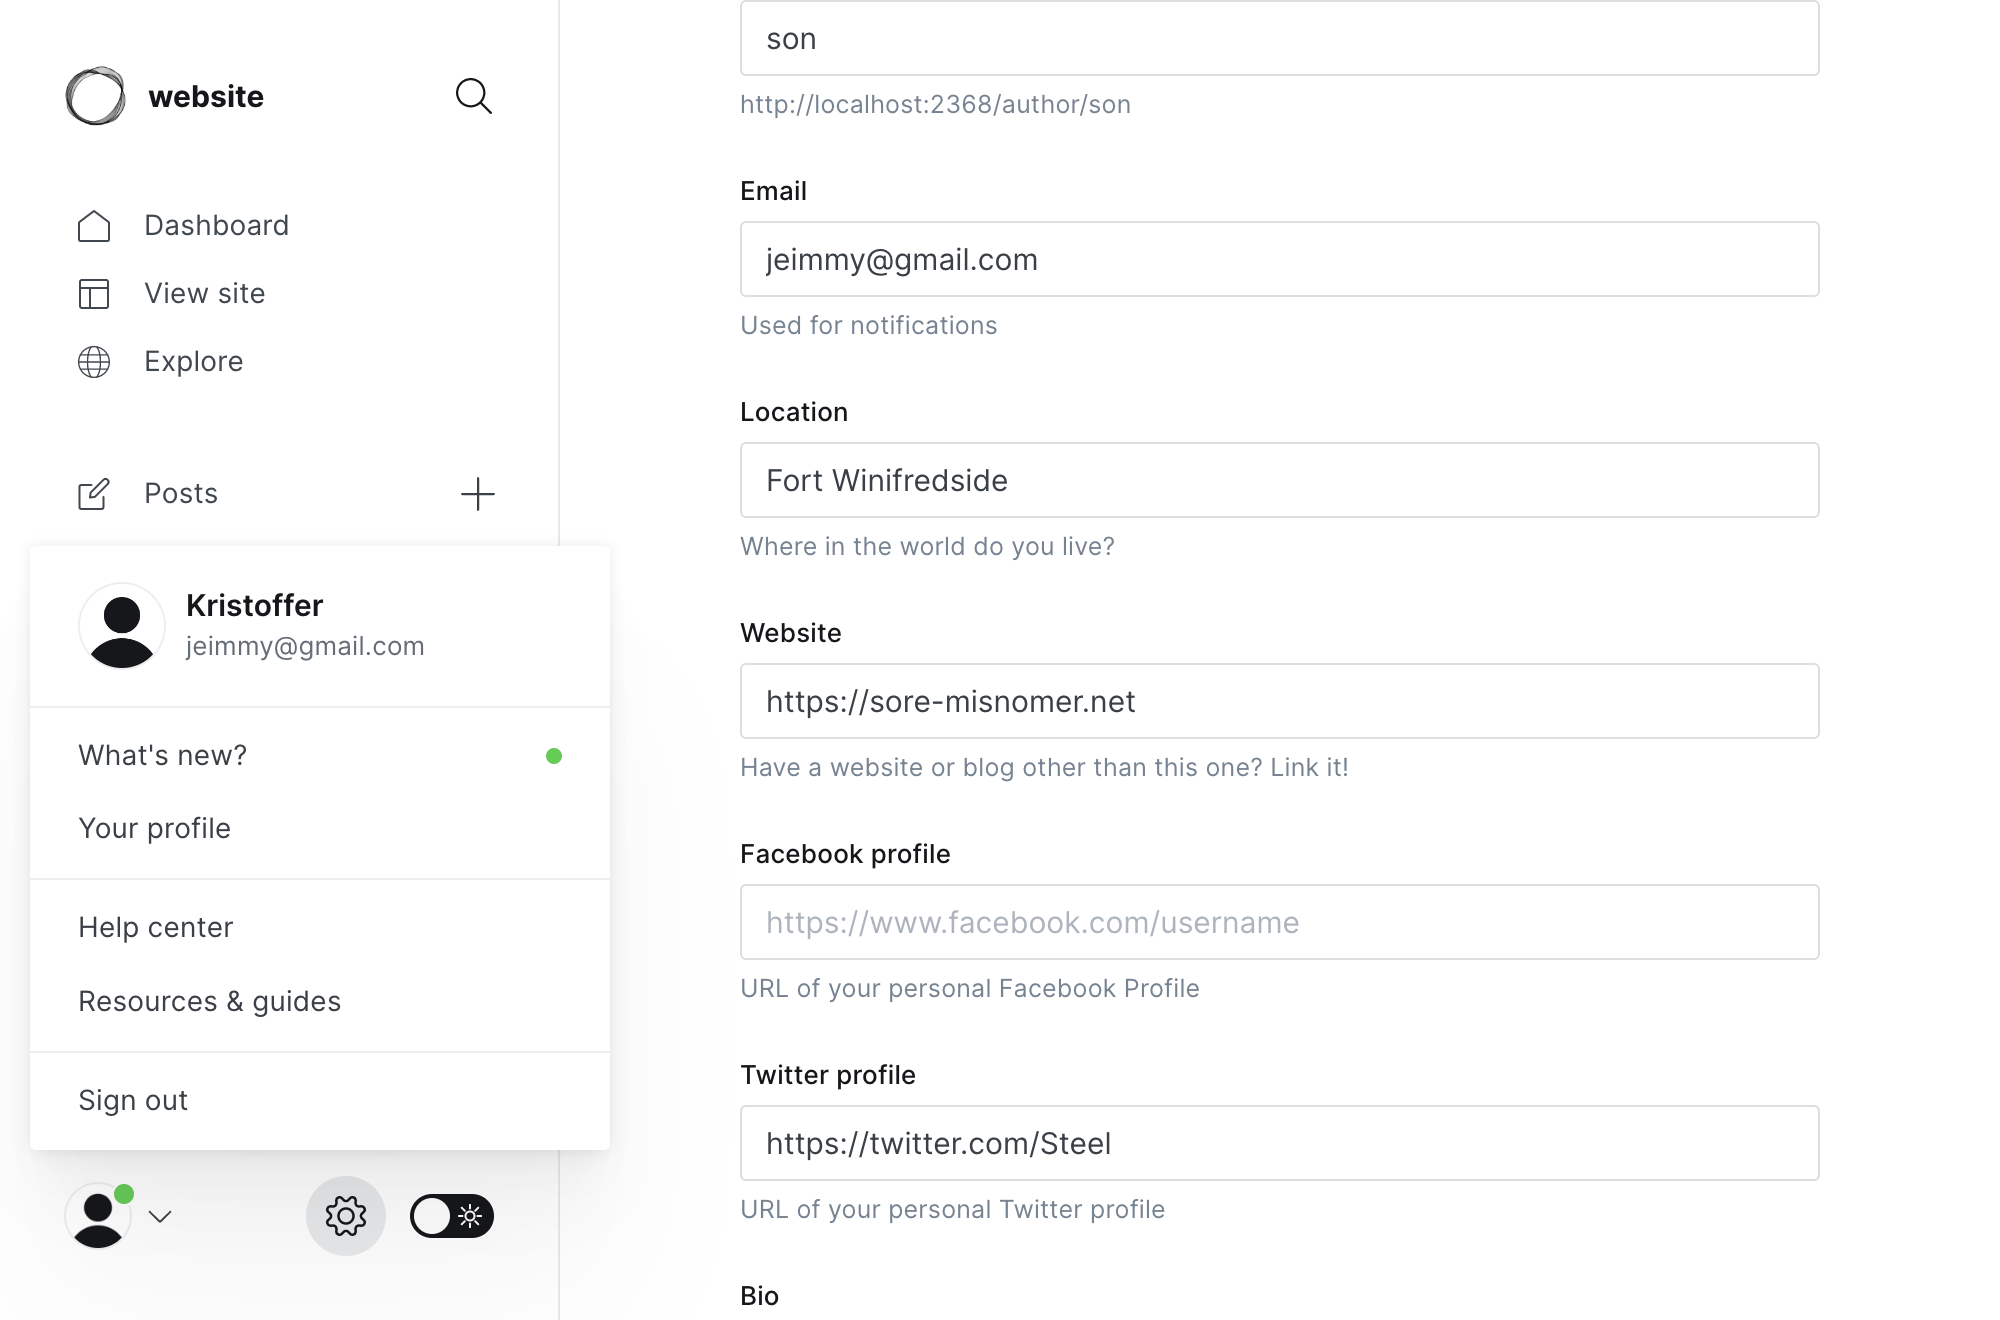 website
Dashboard
View site
Explore
Posts
Kristoffer
jeimmy@gmail.com
What's new?
Your profile
Help center
Resources & guides
Sign out
son
http://localhost:2368/author/son
Email
jeimmy@gmail.com
Used for notifications
Location
Fort Winifredside
Where in the world do you live?
Website
https://sore-misnomer.net
Have a website or blog other than this one? Link it!
Facebook profile
https://www.facebook.com/username
URL of your personal Facebook Profile
Twitter profile
https://twitter.com/Steel
URL of your personal Twitter profile
Bio